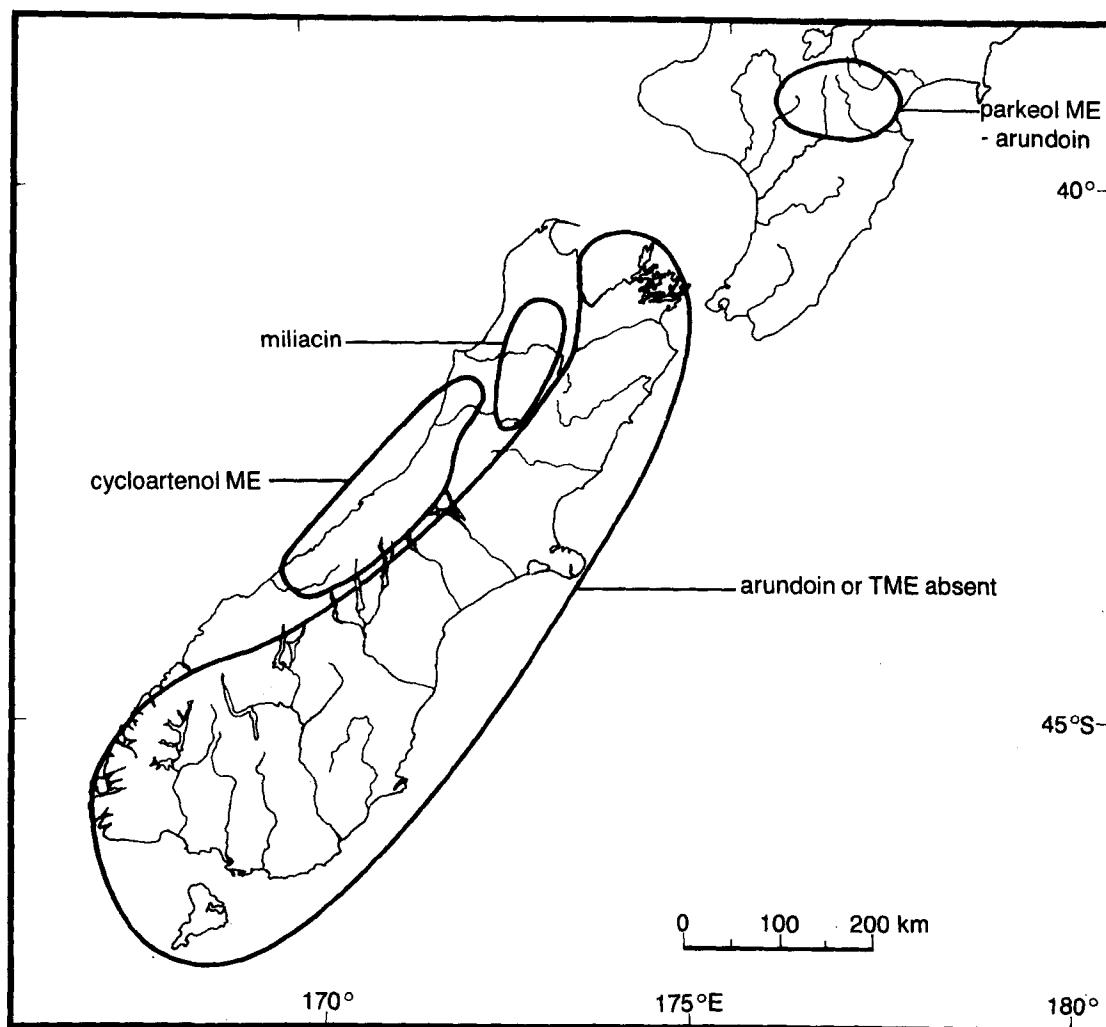 parkeol ME
- arundoin
40°
miliacin
cycloartenol ME
arundoin or TME absent
45°S
0 100 200 km
170° 175°E 180°